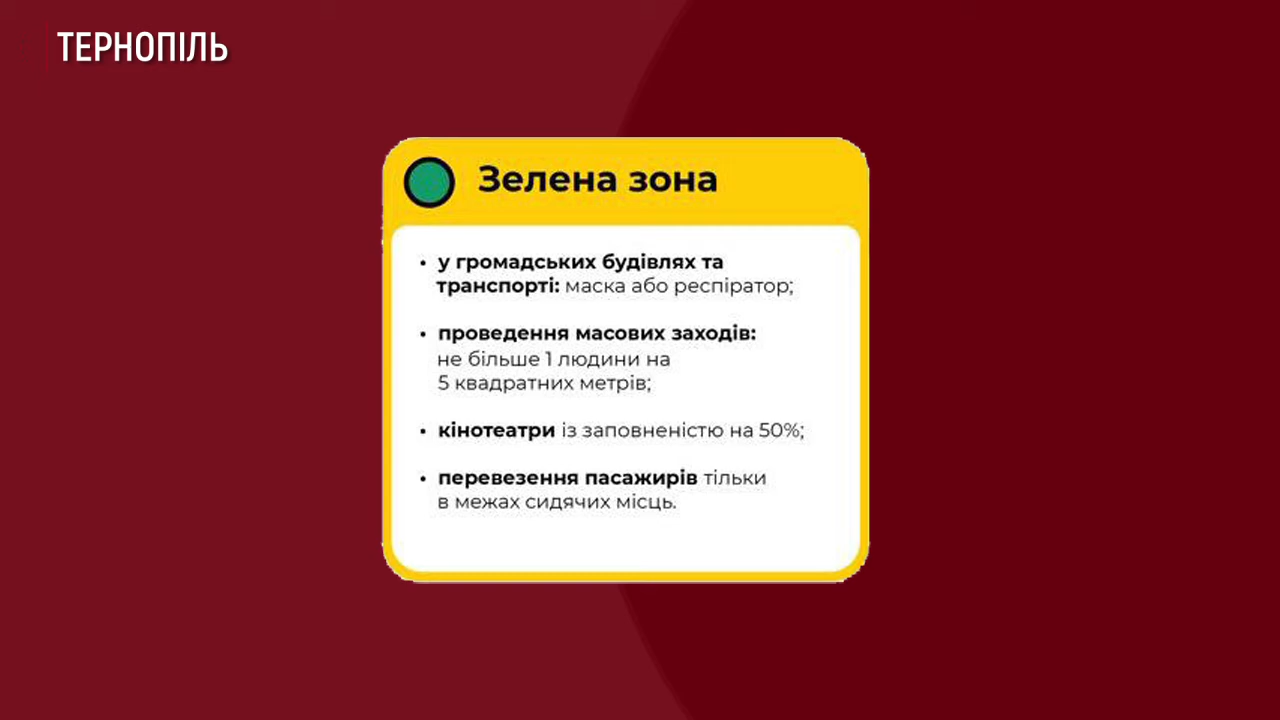 ТЕРНОПІЛЬ
Зелена зона
• у громадських будівлях та
транспорті: маска або респіратор;
• проведення масових заходів:
не більше 1 людини на
5 квадратних метрів;
• кінотеатри із заповненістю на 50%;
• перевезення пасажирів тільки
в межах сидячих місць.